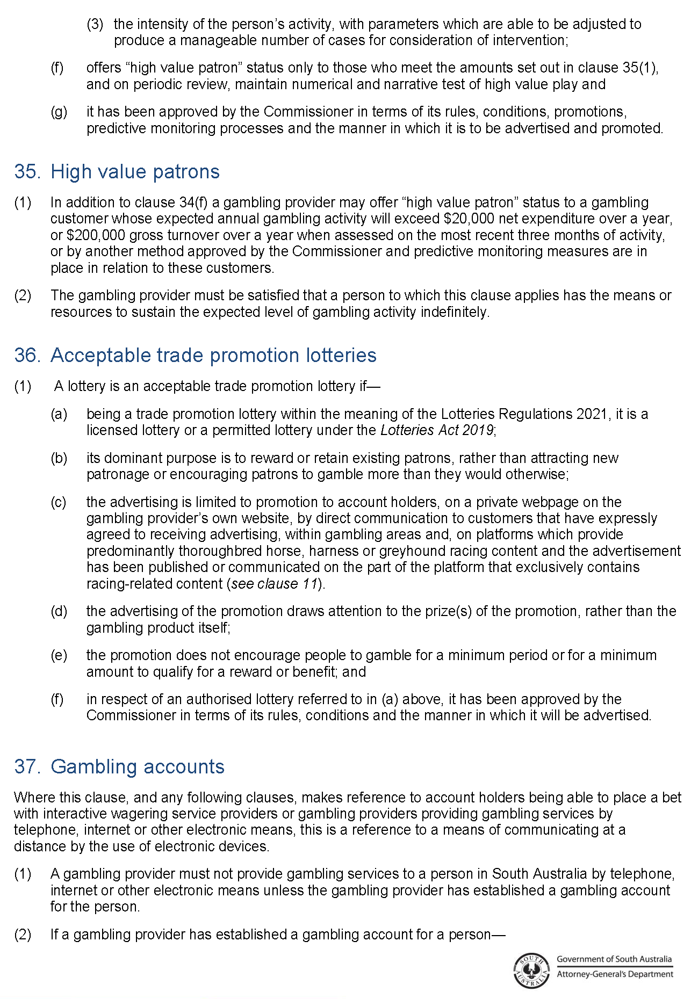 (3) the intensity of the person’s activity, with parameters which are able to be adjusted to
produce a manageable number of cases for consideration of intervention;
(f) offers “high value patron” status only to those who meet the amounts set out in clause 35(1),
and on periodic review, maintain numerical and narrative test of high value play and
(g) it has been approved by the Commissioner in terms of its rules, conditions, promotions,
predictive monitoring processes and the manner in which it is to be advertised and promoted.
35. High value patrons
(1) In addition to clause 34(f) a gambling provider may offer “high value patron” status to a gambling
customer whose expected annual gambling activity will exceed $20,000 net expenditure over a year,
or $200,000 gross turnover over a year when assessed on the most recent three months of activity,
or by another method approved by the Commissioner and predictive monitoring measures are in
place in relation to these customers.
(2) The gambling provider must be satisfied that a person to which this clause applies has the means or
resources to sustain the expected level of gambling activity indefinitely.
36. Acceptable trade promotion lotteries
(1) A lottery is an acceptable trade promotion lottery if—
(a) being a trade promotion lottery within the meaning of the Lotteries Regulations 2021, it is a
licensed lottery or a permitted lottery under the Lotteries Act 2019;
(b) its dominant purpose is to reward or retain existing patrons, rather than attracting new
patronage or encouraging patrons to gamble more than they would otherwise;
(c) the advertising is limited to promotion to account holders, on a private webpage on the
gambling provider’s own website, by direct communication to customers that have expressly
agreed to receiving advertising, within gambling areas and, on platforms which provide
predominantly thoroughbred horse, harness or greyhound racing content and the advertisement
has been published or communicated on the part of the platform that exclusively contains
racing-related content (see clause 11).
(d) the advertising of the promotion draws attention to the prize(s) of the promotion, rather than the
gambling product itself;
(e) the promotion does not encourage people to gamble for a minimum period or for a minimum
amount to qualify for a reward or benefit; and
(f) in respect of an authorised lottery referred to in (a) above, it has been approved by the
Commissioner in terms of its rules, conditions and the manner in which it will be advertised.
37. Gambling accounts
Where this clause, and any following clauses, makes reference to account holders being able to place a bet
with interactive wagering service providers or gambling providers providing gambling services by
telephone, internet or other electronic means, this is a reference to a means of communicating at a
distance by the use of electronic devices.
(1) A gambling provider must not provide gambling services to a person in South Australia by telephone,
internet or other electronic means unless the gambling provider has established a gambling account
for the person.
(2) If a gambling provider has established a gambling account for a person—
SOUTH AUSTRALIA
Government of South Australia
Attorney-General’s Department